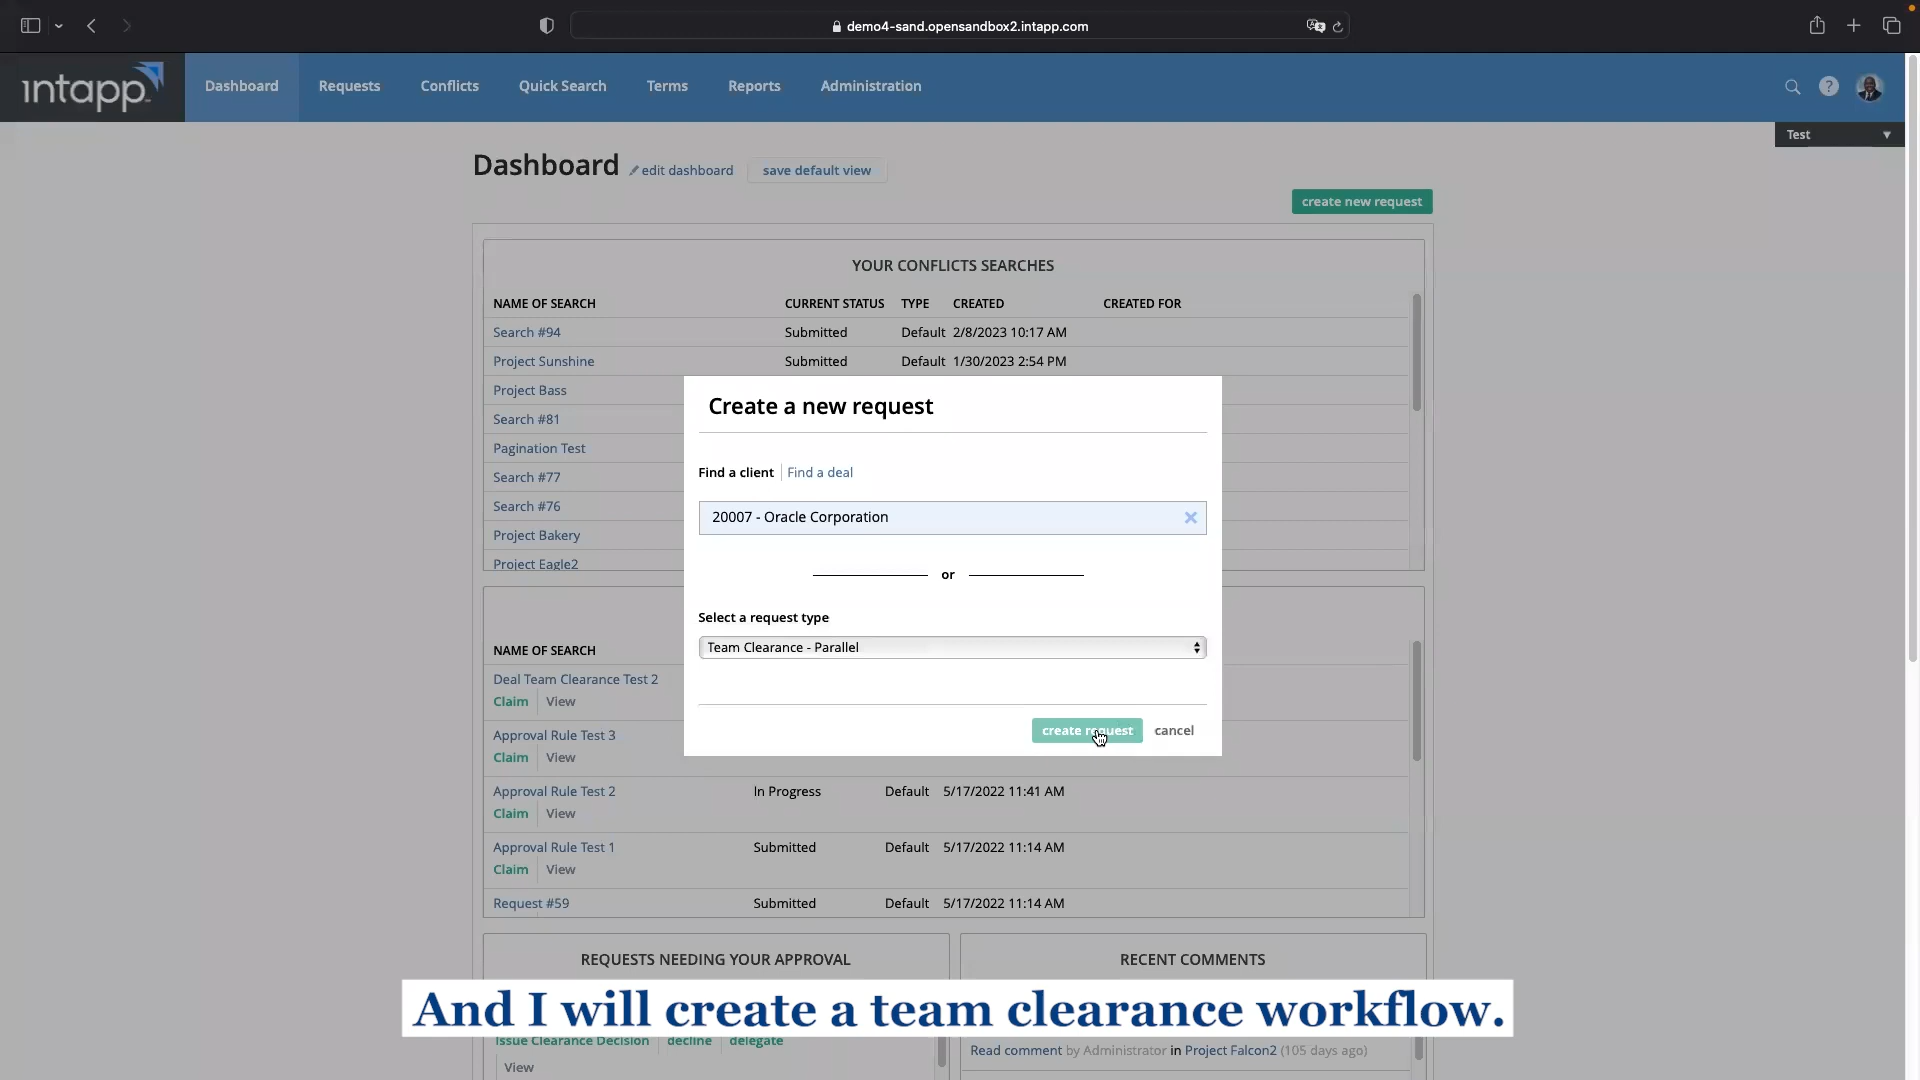 demo4-sand.opensandbox2.intapp.com
intapp
Dashboard Requests Conflicts Quick Search Terms Reports Administration
?
Test
Dashboard edit dashboard save default view
create new request
YOUR CONFLICTS SEARCHES
NAME OF SEARCH CURRENT STATUS TYPE CREATED CREATED FOR
Search #94 Submitted Default 2/8/2023 10:17 AM
Project Sunshine Submitted Default 1/30/2023 2:54 PM
Project Bass
Search #81
Pagination Test
Search #77
Search #76
Project Bakery
Project Eagle2
Create a new request
Find a client Find a deal
20007 - Oracle Corporation
or
Select a request type
Team Clearance - Parallel
create request cancel
NAME OF SEARCH
Deal Team Clearance Test 2
Claim View
Approval Rule Test 3
Claim View
Approval Rule Test 2 In Progress Default 5/17/2022 11:41 AM
Claim View
Approval Rule Test 1 Submitted Default 5/17/2022 11:14 AM
Claim View
Request #59 Submitted Default 5/17/2022 11:14 AM
REQUESTS NEEDING YOUR APPROVAL RECENT COMMENTS
And I will create a team clearance workflow.
Issue Clearance Decision decline delegate
View
Read comment by Administrator in Project Falcon2 (105 days ago)